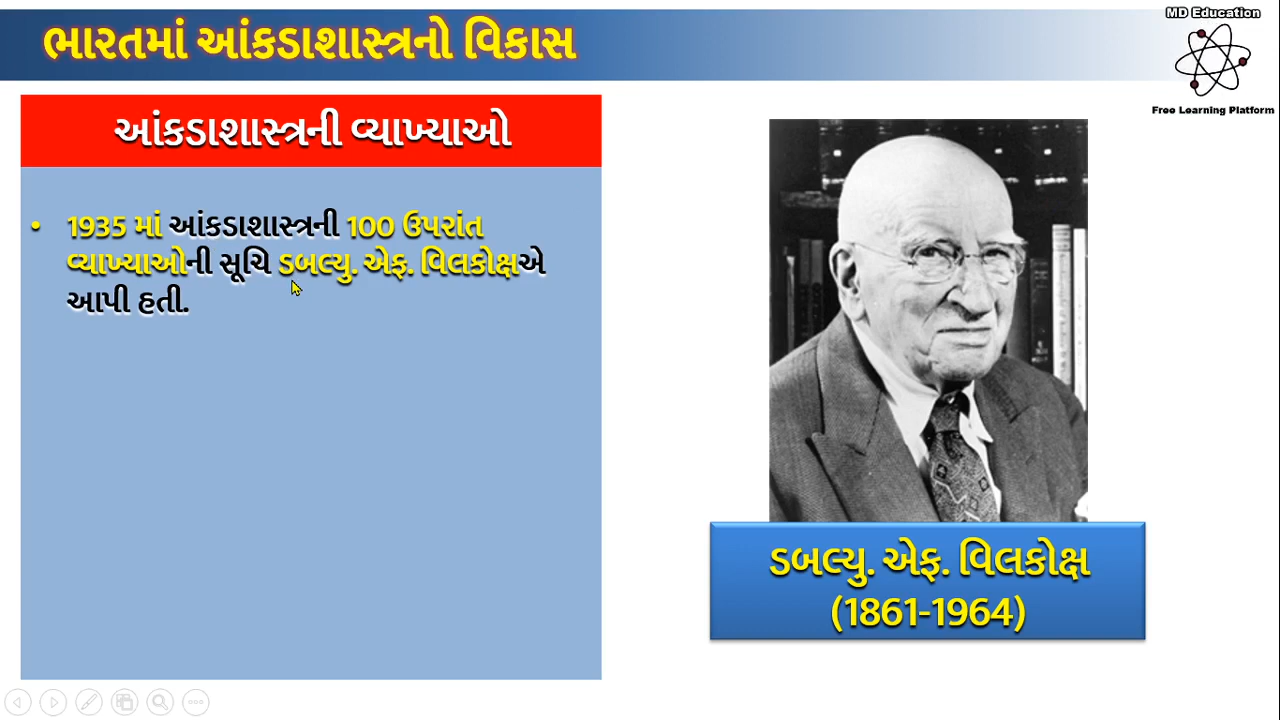 ભારતમાં આંકડાશાસ્ત્રનો વિકાસ
MD Education
Free Learning Platform
આંકડાશાસ્ત્રની વ્યાખ્યાઓ
• 1935 માં આંકડાશાસ્ત્રની 100 ઉપરાંત
વ્યાખ્યાઓની સૂચિ ડબલ્યુ. એફ. વિલકોક્ષએ
આપી હતી.
ડબલ્યુ. એફ. વિલકોક્ષ
(1861-1964)